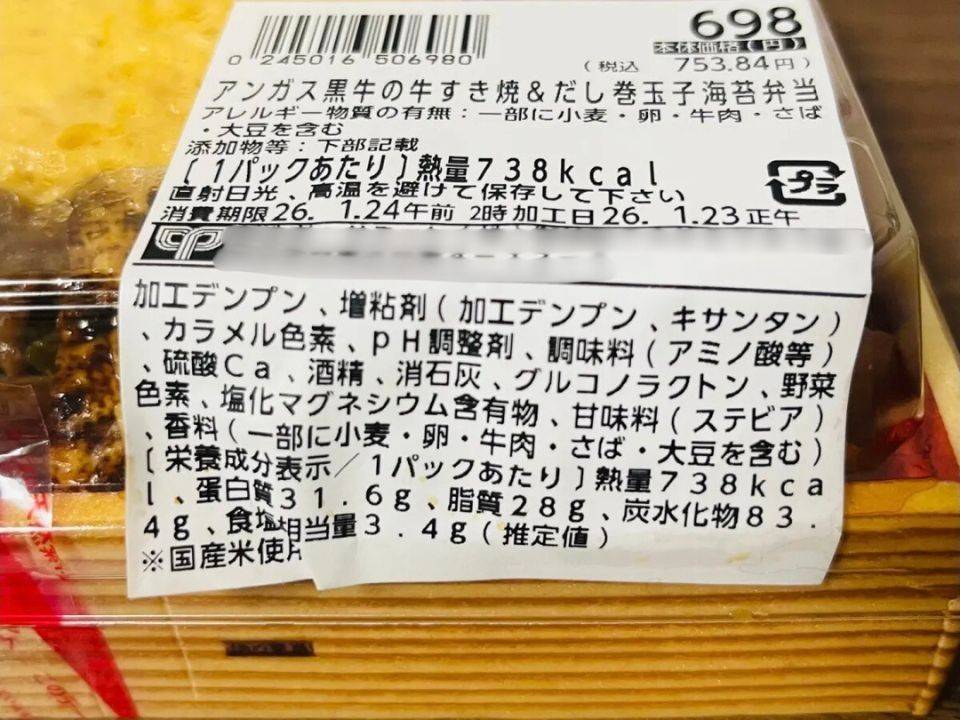 698
本体価格(円)
0 245016 506980
(税込 753.84円)
アンガス黒牛の牛すき焼&だし巻玉子海苔弁当
アレルギー物質の有無:一部に小麦・卵・牛肉・さば
・大豆を含む
添加物等:下部記載
[1パックあたり]熱量738kcal
直射日光、高温を避けて保存して下さい
消費期限26. 1.24午前 2時加工日26. 1.23正午
プラ
加工デンプン、増粘剤(加工デンプン、キサンタン)
、カラメル色素、pH調整剤、調味料(アミノ酸等)
、硫酸Ca、酒精、消石灰、グルコノラクトン、野菜
色素、塩化マグネシウム含有物、甘味料(ステビア)
、香料(一部に小麦・卵・牛肉・さば・大豆を含む)
[栄養成分表示/1パックあたり]熱量738kca
l、蛋白質31.6g、脂質28g、炭水化物83.
4g、食塩相当量3.4g(推定値)
※国産米使用